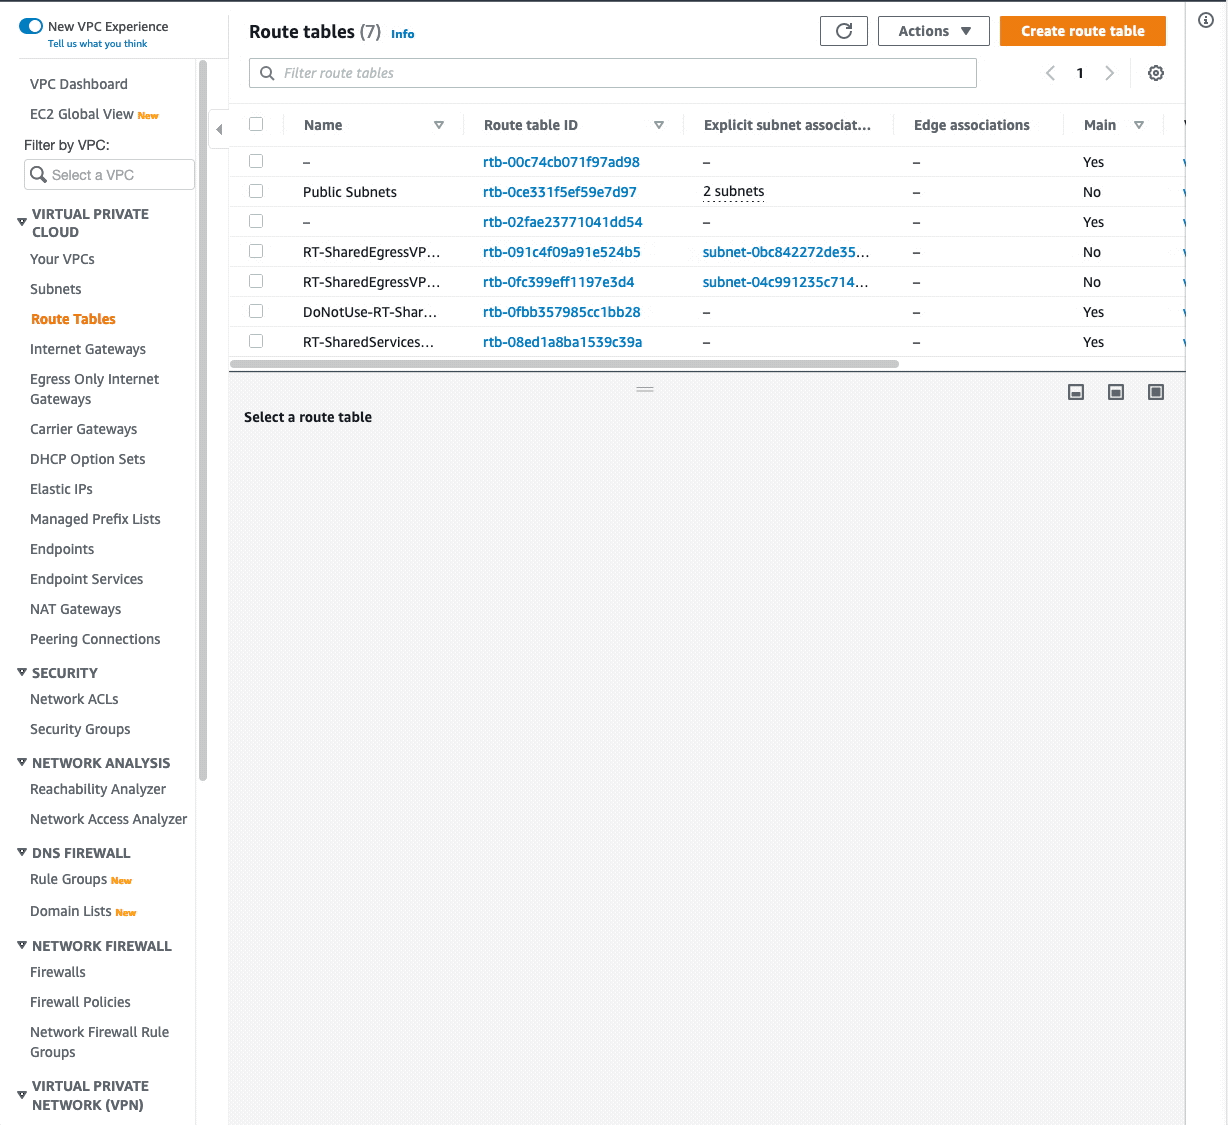 New VPC Experience
Tell us what you think
VPC Dashboard
EC2 Global View New
Filter by VPC:
Select a VPC
VIRTUAL PRIVATE
CLOUD
Your VPCs
Subnets
Route Tables
Internet Gateways
Egress Only Internet
Gateways
Carrier Gateways
DHCP Option Sets
Elastic IPs
Managed Prefix Lists
Endpoints
Endpoint Services
NAT Gateways
Peering Connections
SECURITY
Network ACLs
Security Groups
NETWORK ANALYSIS
Reachability Analyzer
Network Access Analyzer
DNS FIREWALL
Rule Groups New
Domain Lists New
NETWORK FIREWALL
Firewalls
Firewall Policies
Network Firewall Rule
Groups
VIRTUAL PRIVATE
NETWORK (VPN)
Route tables (7) Info
Actions
Create route table
Filter route tables
1
Name Route table ID Explicit subnet associat... Edge associations Main
– rtb-00c74cb071f97ad98 – – Yes
Public Subnets rtb-0ce331f5ef59e7d97 2 subnets – No
– rtb-02fae23771041dd54 – – Yes
RT-SharedEgressVP... rtb-091c4f09a91e524b5 subnet-0bc842272de35... – No
RT-SharedEgressVP... rtb-0fc399eff1197e3d4 subnet-04c991235c714... – No
DoNotUse-RT-Shar... rtb-0fbb357985cc1bb28 – – Yes
RT-SharedServices... rtb-08ed1a8ba1539c39a – – Yes
Select a route table